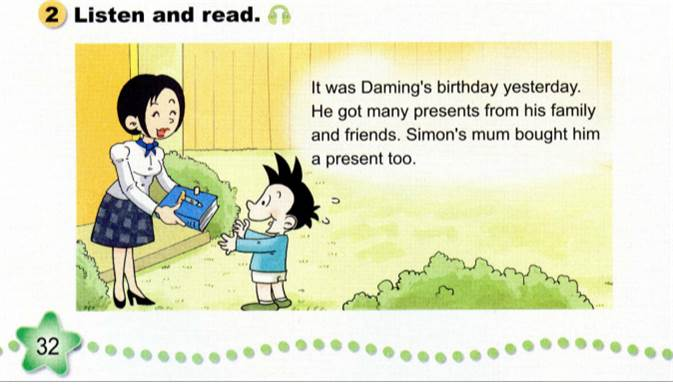 2 Listen and read.
It was Daming's birthday yesterday.
He got many presents from his family
and friends. Simon's mum bought him
a present too.
32